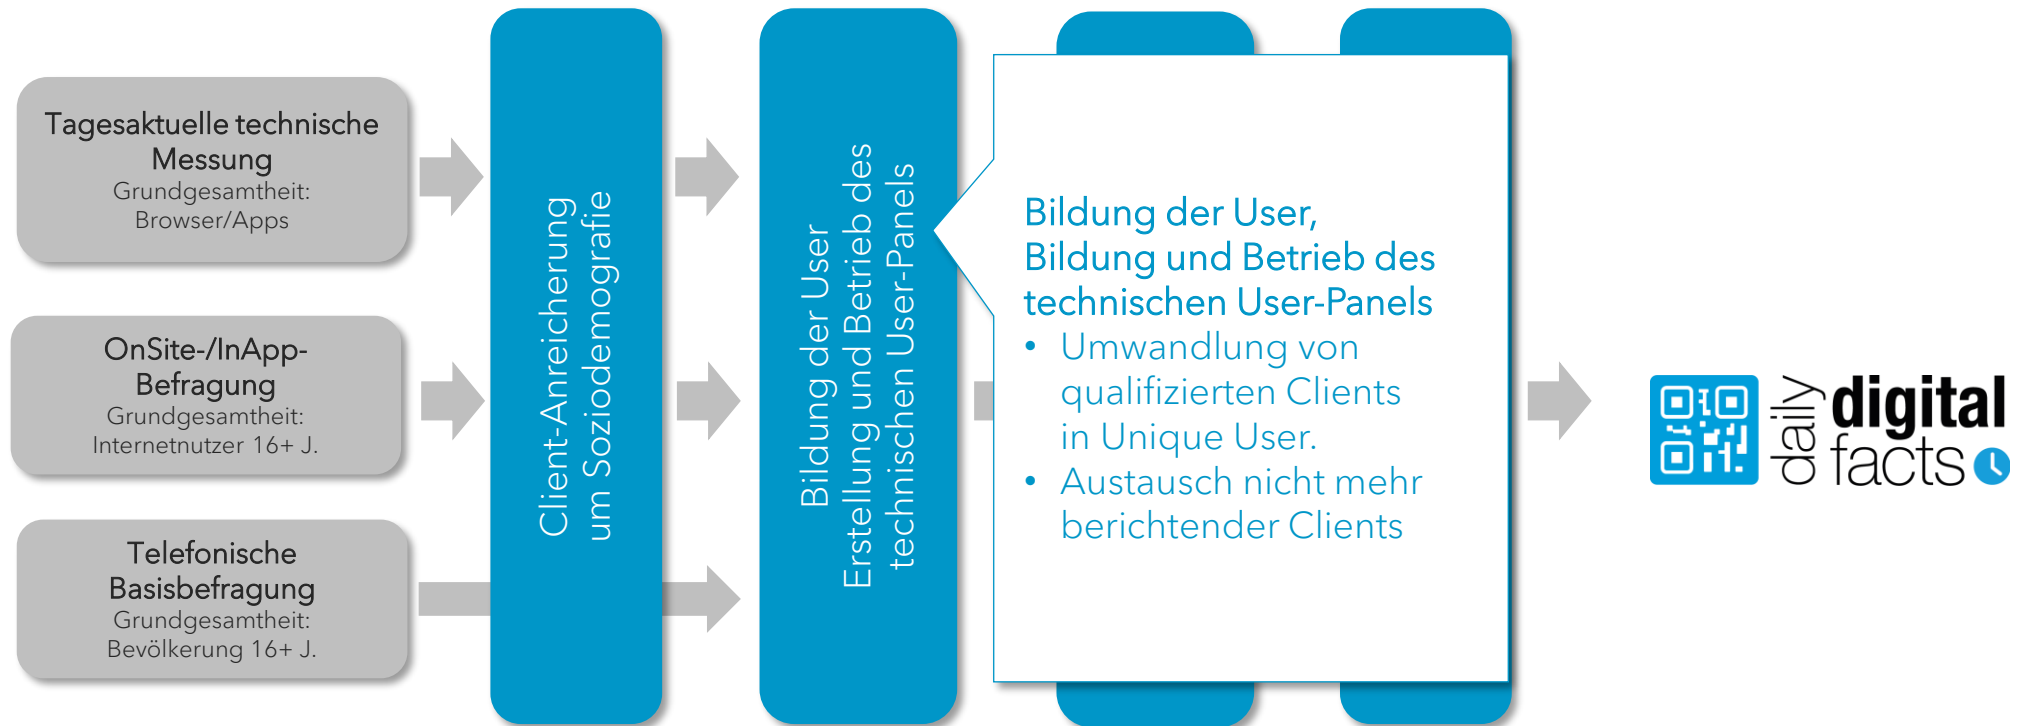 Tagesaktuelle technische
Messung
Grundgesamtheit:
Browser/Apps
OnSite-/InApp-
Befragung
Grundgesamtheit:
Internetnutzer 16+ J.
Telefonische
Basisbefragung
Grundgesamtheit:
Bevölkerung 16+ J.
Client-Anreicherung
um Soziodemografie
Bildung der User
Erstellung und Betrieb des
technischen User-Panels
Bildung der User,
Bildung und Betrieb des
technischen User-Panels
• Umwandlung von
qualifizierten Clients
in Unique User.
• Austausch nicht mehr
berichtender Clients
daily
digital
facts